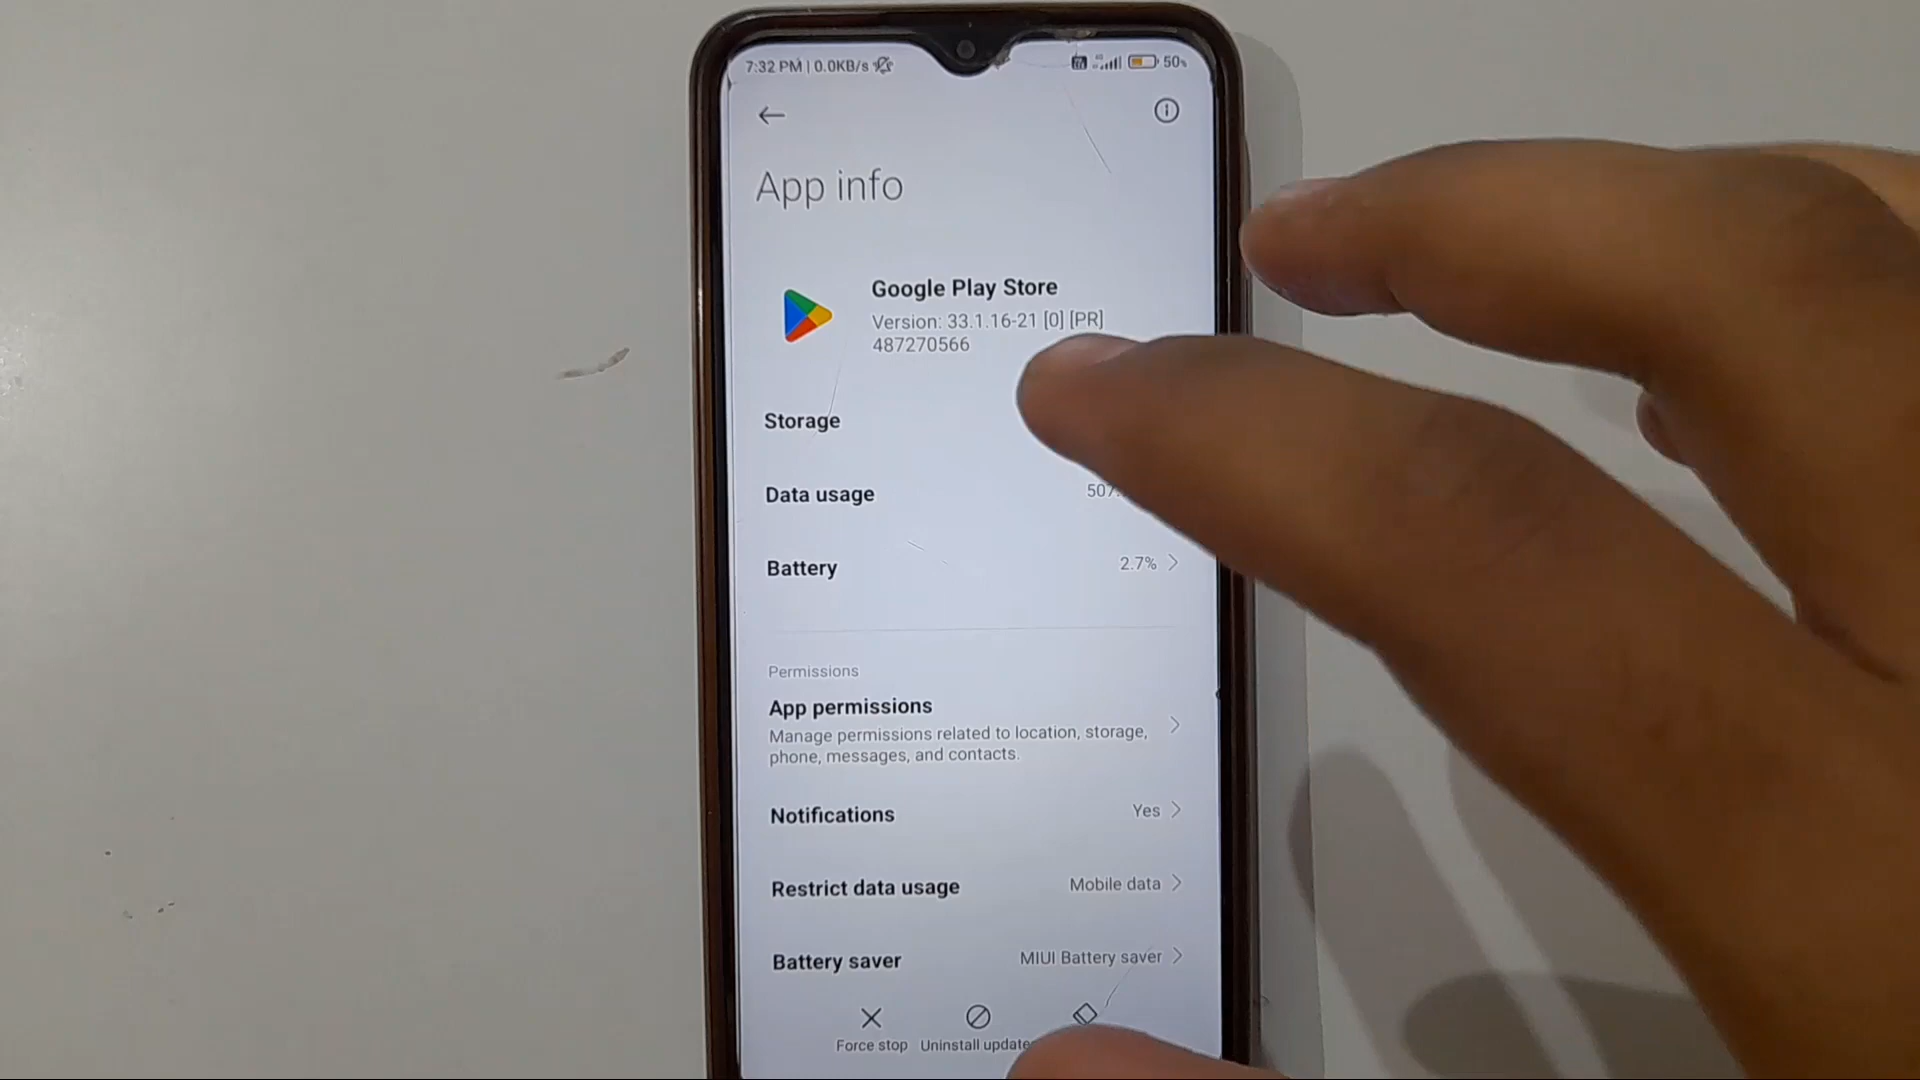 7:32 PM | 0.0KB/s
50%
App info
Google Play Store
Version: 33.1.16-21 [0] [PR]
487270566
Storage
Data usage
507.
Battery
2.7%
Permissions
App permissions
Manage permissions related to location, storage,
phone, messages, and contacts.
Notifications
Yes
Restrict data usage
Mobile data
Battery saver
MIUI Battery saver
Force stop
Uninstall update